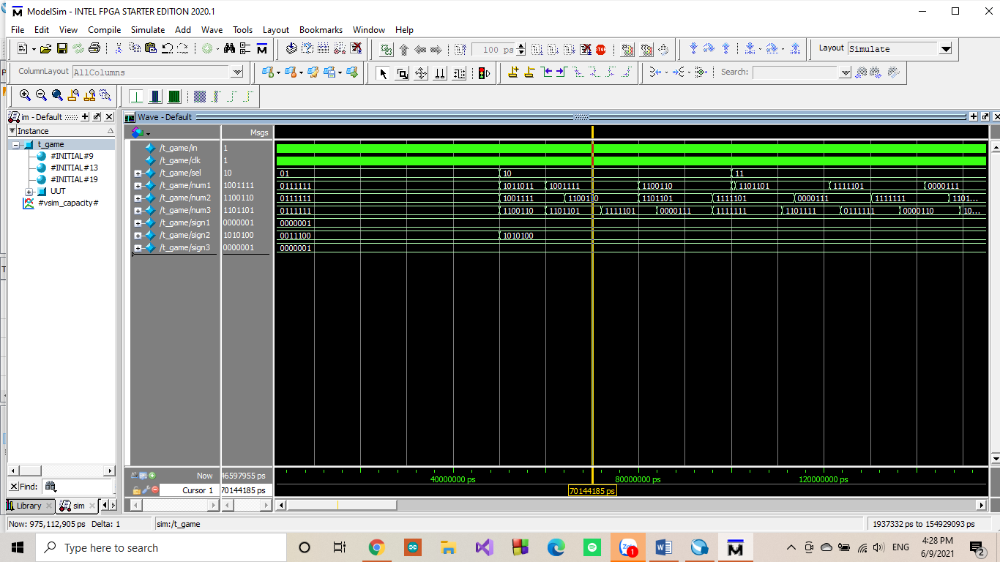 ModelSim - INTEL FPGA STARTER EDITION 2020.1
File Edit View Compile Simulate Add Wave Tools Layout Bookmarks Window Help
100 ps
Layout Simulate
ColumnLayout AllColumns
Search:
im - Default
Wave - Default
Instance
Msgs
t_game
#INITIAL#9
#INITIAL#13
#INITIAL#19
UUT
#vsim_capacity#
/t_game/in 1
/t_game/clk 1
/t_game/sel 10 01 10 11
/t_game/num1 1001111 0111111 1011011 1001111 1100110 1101101 1111101 0000111
/t_game/num2 1100110 0111111 1001111 1100110 1101101 1111101 0000111 1111111 1101...
/t_game/num3 1101101 0111111 1100110 1101101 1111101 0000111 1111111 1101111 0111111 0000110 10...
/t_game/sign1 0000001 0000001
/t_game/sign2 1010100 0011100 1010100
/t_game/sign3 0000001 0000001
Now 46597955 ps 40000000 ps 80000000 ps 120000000 ps
Cursor 1 70144185 ps 70144185 ps
Find:
Library sim
Now: 975,112,905 ps Delta: 1 sim:/t_game 1937332 ps to 154929093 ps
Type here to search
ENG
4:28 PM
6/9/2021
1
2